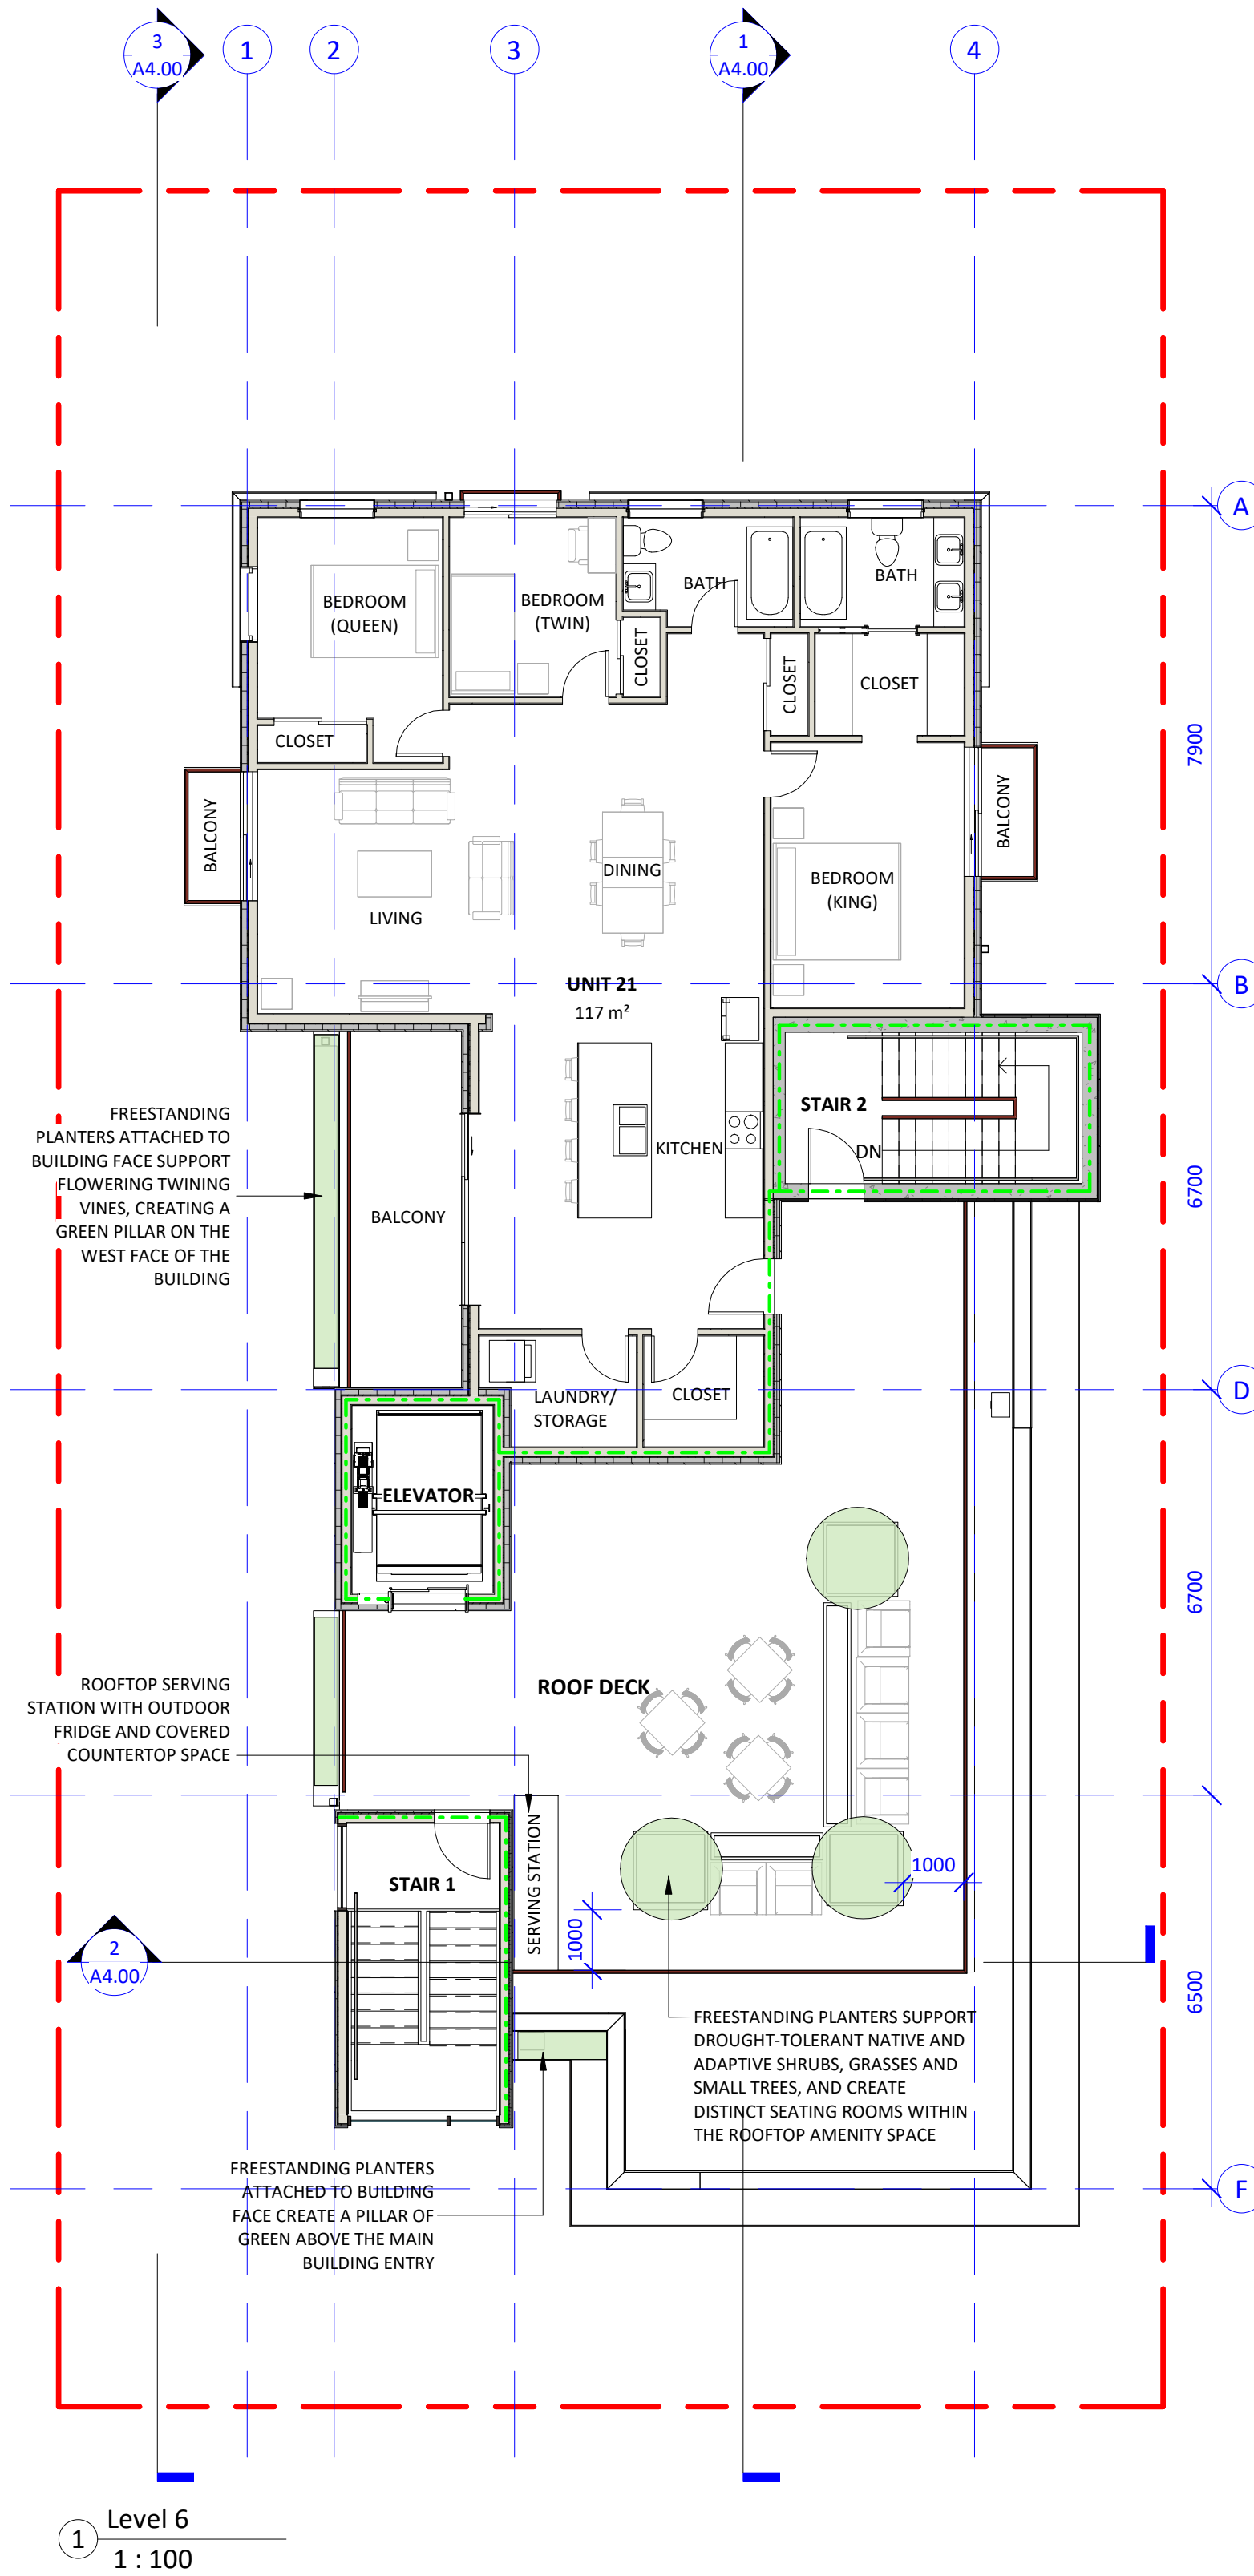 3
A4.00
1
2
3
1
A4.00
4
A
BEDROOM
(QUEEN)
BEDROOM
(TWIN)
BATH
BATH
CLOSET
CLOSET
CLOSET
CLOSET
7900
BALCONY
BALCONY
DINING
BEDROOM
(KING)
LIVING
UNIT 21
117 m²
B
FREESTANDING
PLANTERS ATTACHED TO
BUILDING FACE SUPPORT
FLOWERING TWINING
VINES, CREATING A
GREEN PILLAR ON THE
WEST FACE OF THE
BUILDING
STAIR 2
DN
KITCHEN
6700
BALCONY
LAUNDRY/
STORAGE
CLOSET
D
ELEVATOR
6700
ROOFTOP SERVING
STATION WITH OUTDOOR
FRIDGE AND COVERED
COUNTERTOP SPACE
ROOF DECK
STAIR 1
SERVING STATION
1000
1000
2
A4.00
6500
FREESTANDING PLANTERS SUPPORT
DROUGHT-TOLERANT NATIVE AND
ADAPTIVE SHRUBS, GRASSES AND
SMALL TREES, AND CREATE
DISTINCT SEATING ROOMS WITHIN
THE ROOFTOP AMENITY SPACE
FREESTANDING PLANTERS
ATTACHED TO BUILDING
FACE CREATE A PILLAR OF
GREEN ABOVE THE MAIN
BUILDING ENTRY
F
1
Level 6
1 : 100